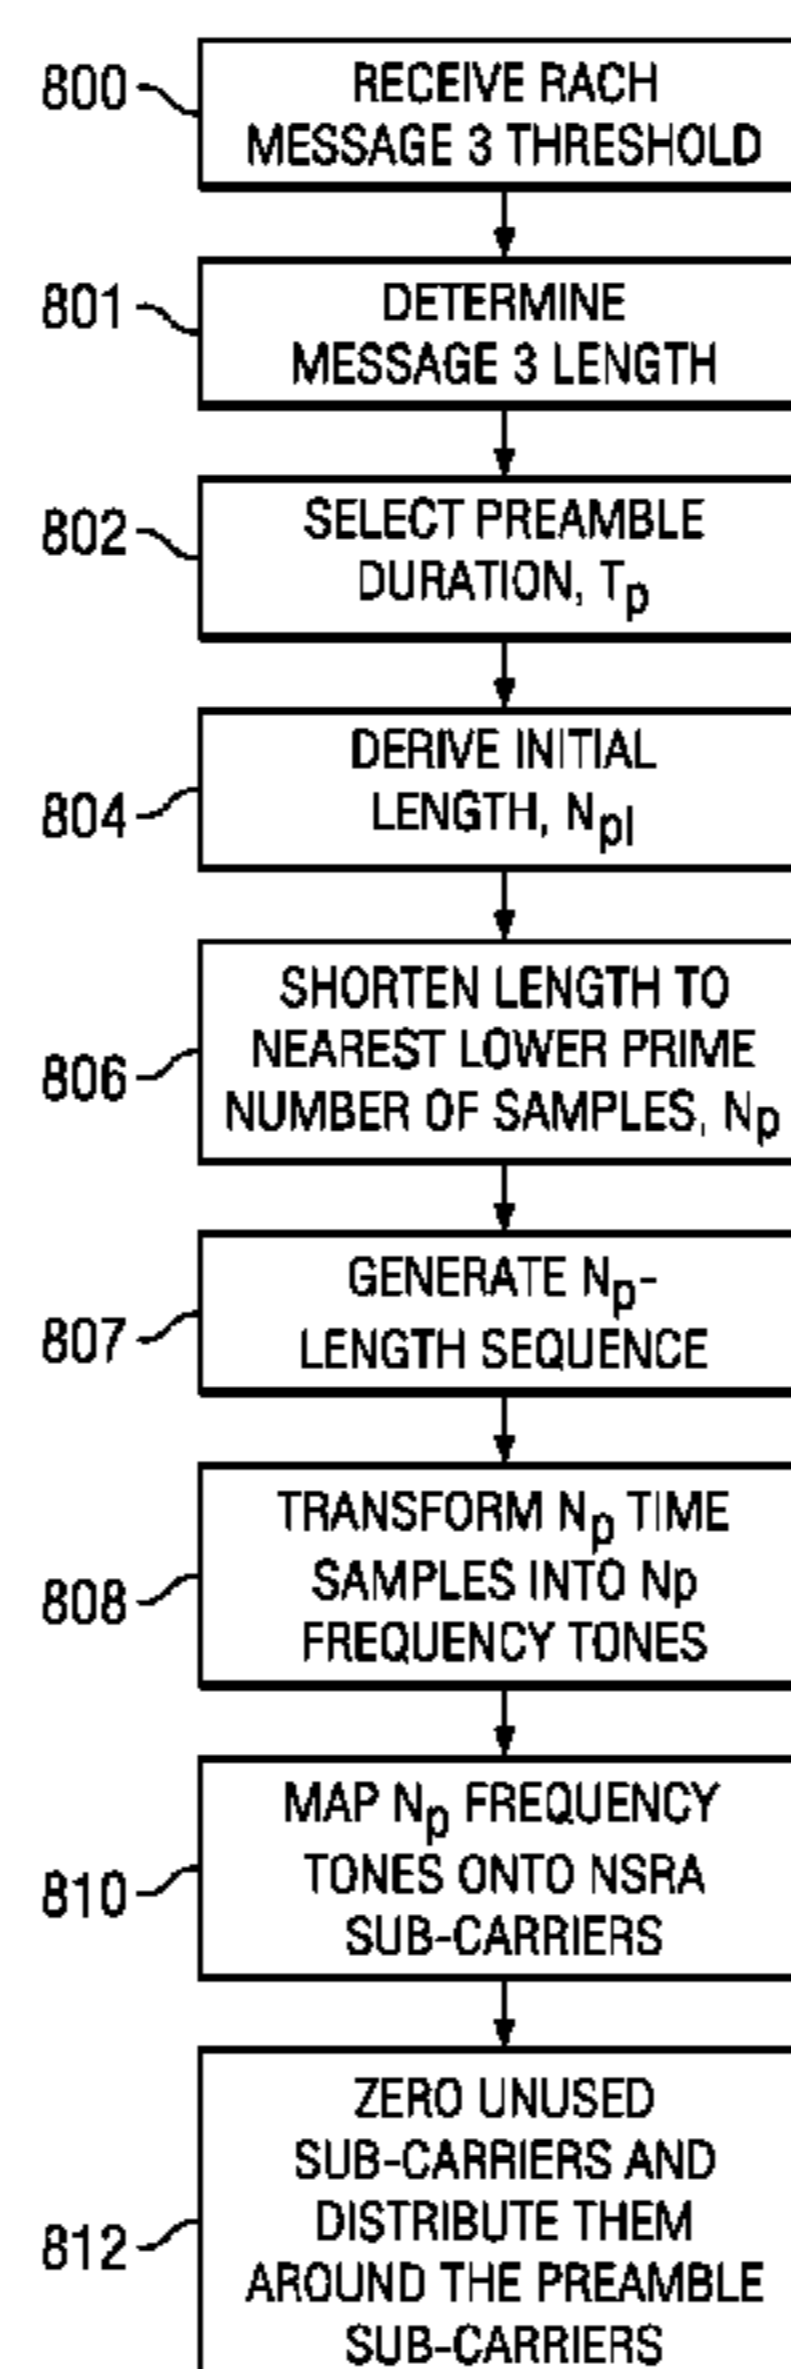 800
RECEIVE RACH
MESSAGE 3 THRESHOLD
801
DETERMINE
MESSAGE 3 LENGTH
802
SELECT PREAMBLE
DURATION, Tp
804
DERIVE INITIAL
LENGTH, NpI
806
SHORTEN LENGTH TO
NEAREST LOWER PRIME
NUMBER OF SAMPLES, Np
807
GENERATE Np-
LENGTH SEQUENCE
808
TRANSFORM Np TIME
SAMPLES INTO Np
FREQUENCY TONES
810
MAP Np FREQUENCY
TONES ONTO NSRA
SUB-CARRIERS
812
ZERO UNUSED
SUB-CARRIERS AND
DISTRIBUTE THEM
AROUND THE PREAMBLE
SUB-CARRIERS